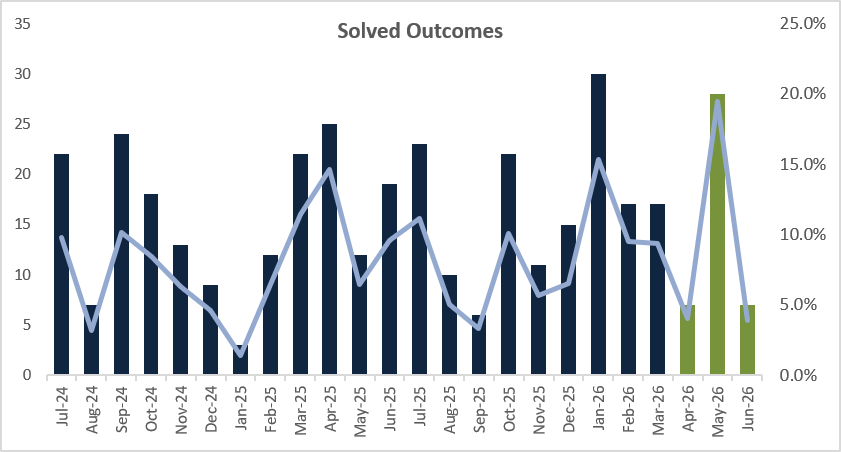 Solved Outcomes
35
30
25
20
15
10
5
0
25.0%
20.0%
15.0%
10.0%
5.0%
0.0%
Jul-24
Aug-24
Sep-24
Oct-24
Nov-24
Dec-24
Jan-25
Feb-25
Mar-25
Apr-25
May-25
Jun-25
Jul-25
Aug-25
Sep-25
Oct-25
Nov-25
Dec-25
Jan-26
Feb-26
Mar-26
Apr-26
May-26
Jun-26